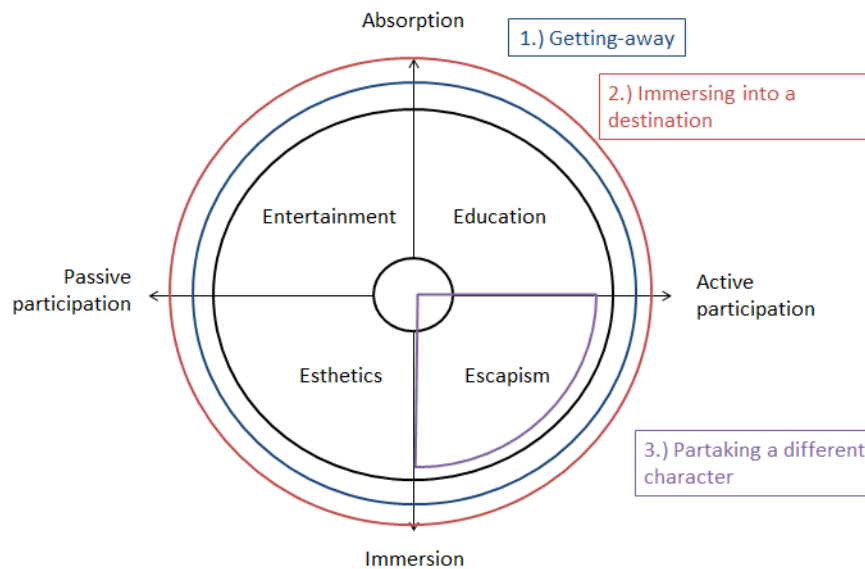 Absorption
1.) Getting-away
2.) Immersing into a
destination
Entertainment
Education
Passive
participation
Active
participation
Esthetics
Escapism
3.) Partaking a different
character
Immersion